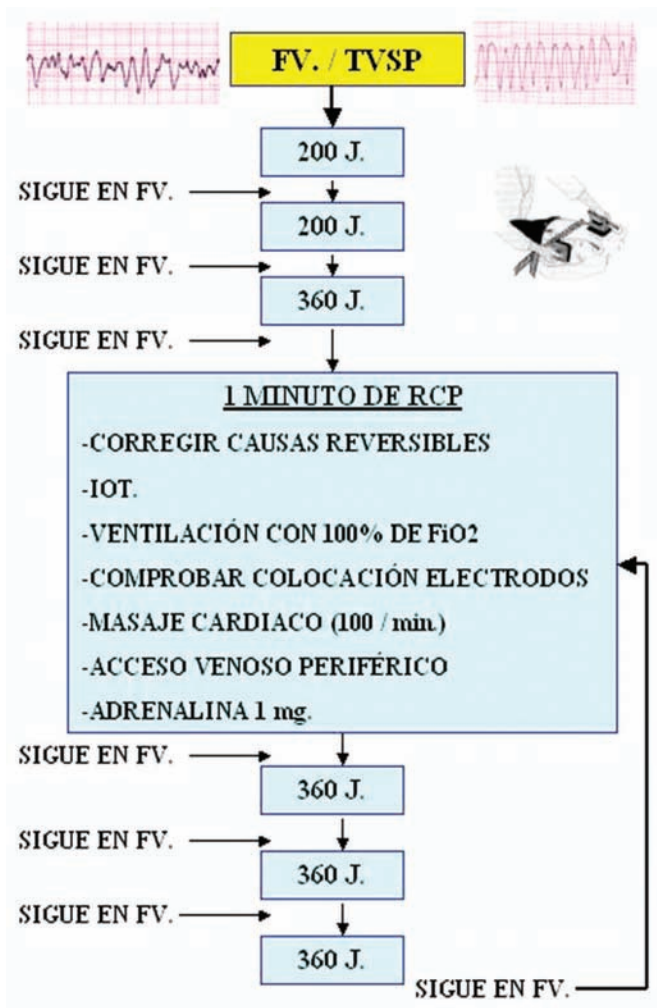 FV. / TVSP
200 J.
SIGUE EN FV.
200 J.
SIGUE EN FV.
360 J.
SIGUE EN FV.
1 MINUTO DE RCP
-CORREGIR CAUSAS REVERSIBLES
-IOT.
-VENTILACIÓN CON 100% DE FiO2
-COMPROBAR COLOCACIÓN ELECTRODOS
-MASAJE CARDIACO (100 / min.)
-ACCESO VENOSO PERIFÉRICO
-ADRENALINA 1 mg.
SIGUE EN FV.
360 J.
SIGUE EN FV.
360 J.
SIGUE EN FV.
360 J.
SIGUE EN FV.